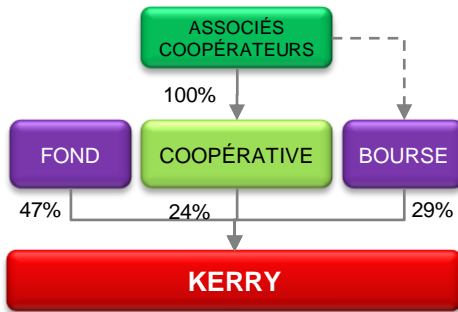 ASSOCIÉS
COOPÉRATEURS
100%
FOND
COOPÉRATIVE
BOURSE
47%
24%
29%
KERRY